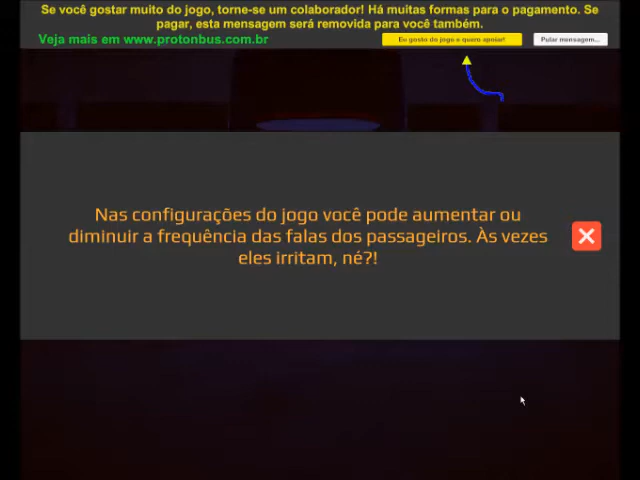 Se você gostar muito do jogo, torne-se um colaborador! Há muitas formas para o pagamento. Se
pagar, esta mensagem será removida para você também.
Veja mais em www.protonbus.com.br
Eu gosto do jogo e quero apoiar!
Pular mensagem...
Nas configurações do jogo você pode aumentar ou
diminuir a frequência das falas dos passageiros. Às vezes
eles irritam, né?!